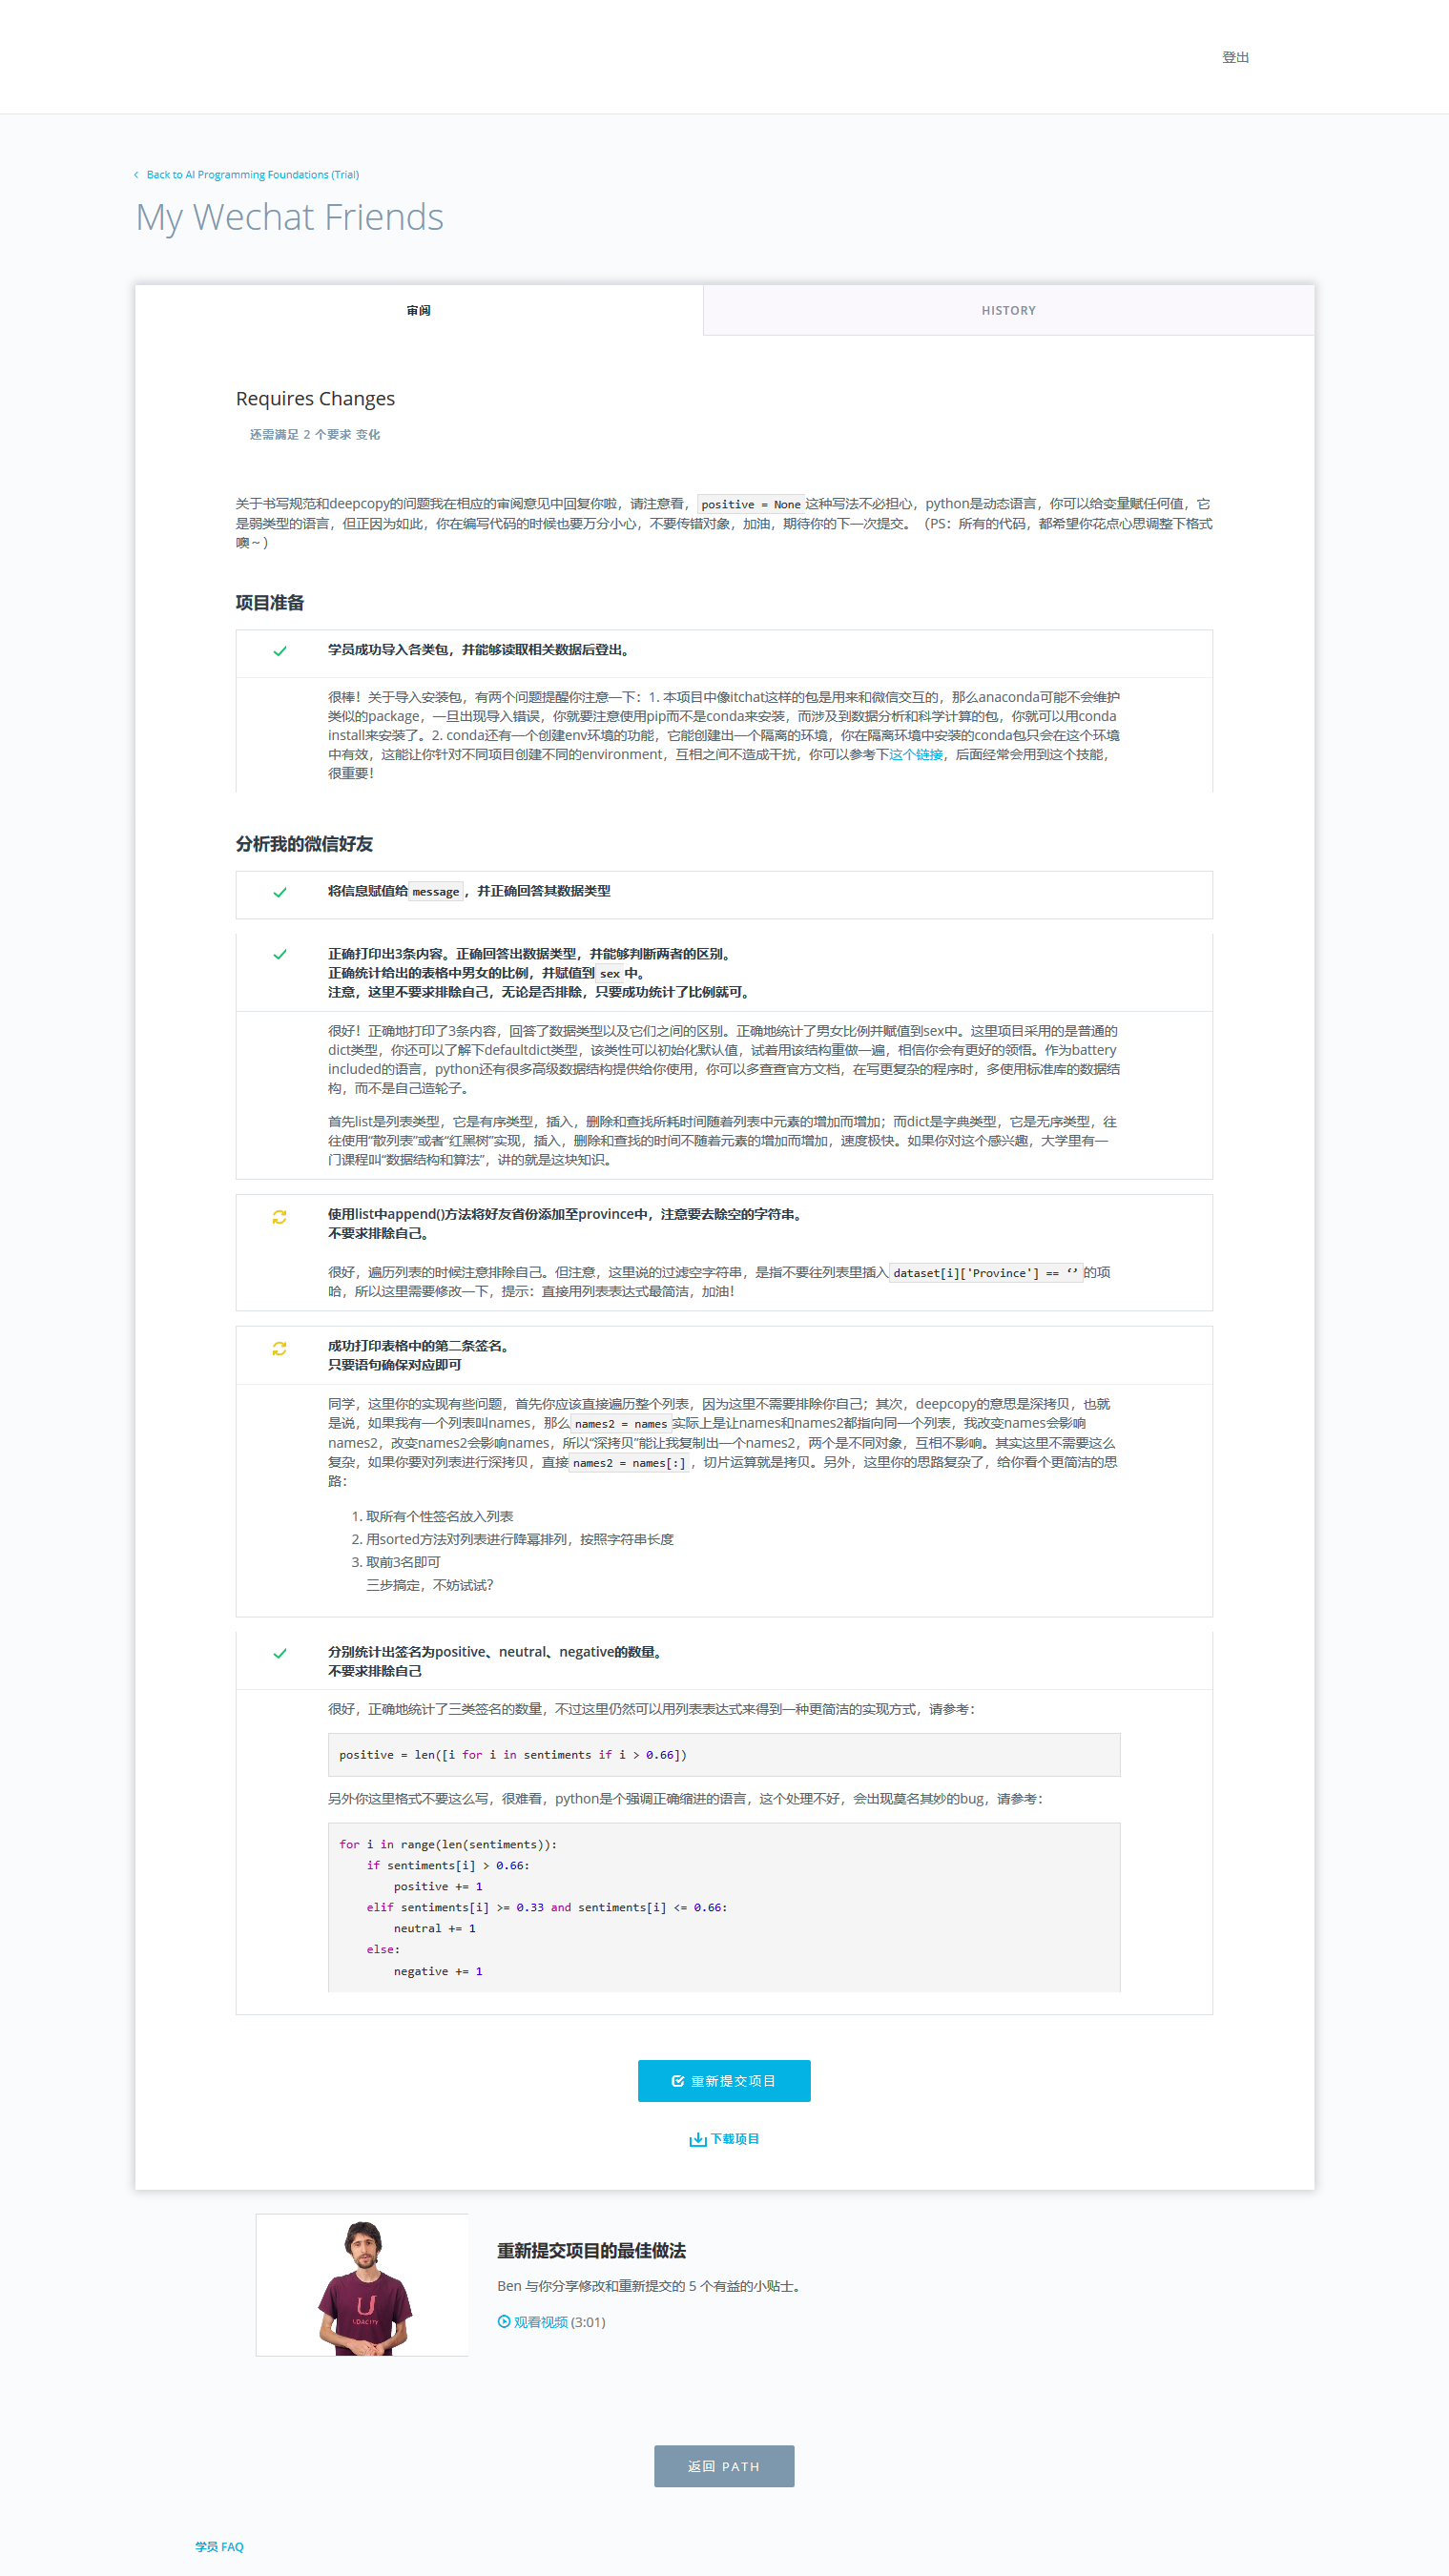 登出
Back to AI Programming Foundations (Trial)
My Wechat Friends
审阅
HISTORY
Requires Changes
还需满足 2 个要求 变化
关于书写规范和deepcopy的问题我在相应的审阅意见中回复你啦，请注意看，positive = None这种写法不必担心，python是动态语言，你可以给变量赋任何值，它
是弱类型的语言，但正因为如此，你在编写代码的时候也要万分小心，不要传错对象，加油，期待你的下一次提交。（PS：所有的代码，都希望你花点心思调整下格式
噢～）
项目准备
学员成功导入各类包，并能够读取相关数据后登出。
很棒！关于导入安装包，有两个问题提醒你注意一下：1. 本项目中像itchat这样的包是用来和微信交互的，那么anaconda可能不会维护
类似的package，一旦出现导入错误，你就要注意使用pip而不是conda来安装，而涉及到数据分析和科学计算的包，你就可以用conda
install来安装了。2. conda还有一个创建env环境的功能，它能创建出一个隔离的环境，你在隔离环境中安装的conda包只会在这个环境
中有效，这能让你针对不同项目创建不同的environment，互相之间不造成干扰，你可以参考下这个链接，后面经常会用到这个技能，
很重要！
分析我的微信好友
将信息赋值给message，并正确回答其数据类型
正确打印出3条内容。正确回答出数据类型，并能够判断两者的区别。
正确统计给出的表格中男女的比例，并赋值到sex中。
注意，这里不要求排除自己，无论是否排除，只要成功统计了比例就可。
很好！正确地打印了3条内容，回答了数据类型以及它们之间的区别。正确地统计了男女比例并赋值到sex中。这里项目采用的是普通的
dict类型，你还可以了解下defaultdict类型，该类性可以初始化默认值，试着用该结构重做一遍，相信你会有更好的领悟。作为battery
included的语言，python还有很多高级数据结构提供给你使用，你可以多查查官方文档，在写更复杂的程序时，多使用标准库的数据结
构，而不是自己造轮子。
首先list是列表类型，它是有序类型，插入，删除和查找所耗时间随着列表中元素的增加而增加；而dict是字典类型，它是无序类型，往
往使用“散列表”或者“红黑树”实现，插入，删除和查找的时间不随着元素的增加而增加，速度极快。如果你对这个感兴趣，大学里有一
门课程叫“数据结构和算法”，讲的就是这块知识。
使用list中append()方法将好友省份添加至province中，注意要去除空的字符串。
不要求排除自己。
很好，遍历列表的时候注意排除自己。但注意，这里说的过滤空字符串，是指不要往列表里插入dataset[i]['Province'] == ‘’的项
哈，所以这里需要修改一下，提示：直接用列表表达式最简洁，加油！
成功打印表格中的第二条签名。
只要语句确保对应即可
同学，这里你的实现有些问题，首先你应该直接遍历整个列表，因为这里不需要排除你自己；其次，deepcopy的意思是深拷贝，也就
是说，如果我有一个列表叫names，那么names2 = names实际上是让names和names2都指向同一个列表，我改变names会影响
names2，改变names2会影响names，所以“深拷贝”能让我复制出一个names2，两个是不同对象，互相不影响。其实这里不需要这么
复杂，如果你要对列表进行深拷贝，直接names2 = names[:]，切片运算就是拷贝。另外，这里你的思路复杂了，给你看个更简洁的思
路：
1. 取所有个性签名放入列表
2. 用sorted方法对列表进行降幂排列，按照字符串长度
3. 取前3名即可
三步搞定，不妨试试？
分别统计出签名为positive、neutral、negative的数量。
不要求排除自己
很好，正确地统计了三类签名的数量，不过这里仍然可以用列表表达式来得到一种更简洁的实现方式，请参考：
positive = len([i for i in sentiments if i > 0.66])
另外你这里格式不要这么写，很难看，python是个强调正确缩进的语言，这个处理不好，会出现莫名其妙的bug，请参考：
for i in range(len(sentiments)):
    if sentiments[i] > 0.66:
        positive += 1
    elif sentiments[i] >= 0.33 and sentiments[i] <= 0.66:
        neutral += 1
    else:
        negative += 1
重新提交项目
下载项目
U
UDACITY
重新提交项目的最佳做法
Ben 与你分享修改和重新提交的 5 个有益的小贴士。
观看视频 (3:01)
返回 PATH
学员 FAQ